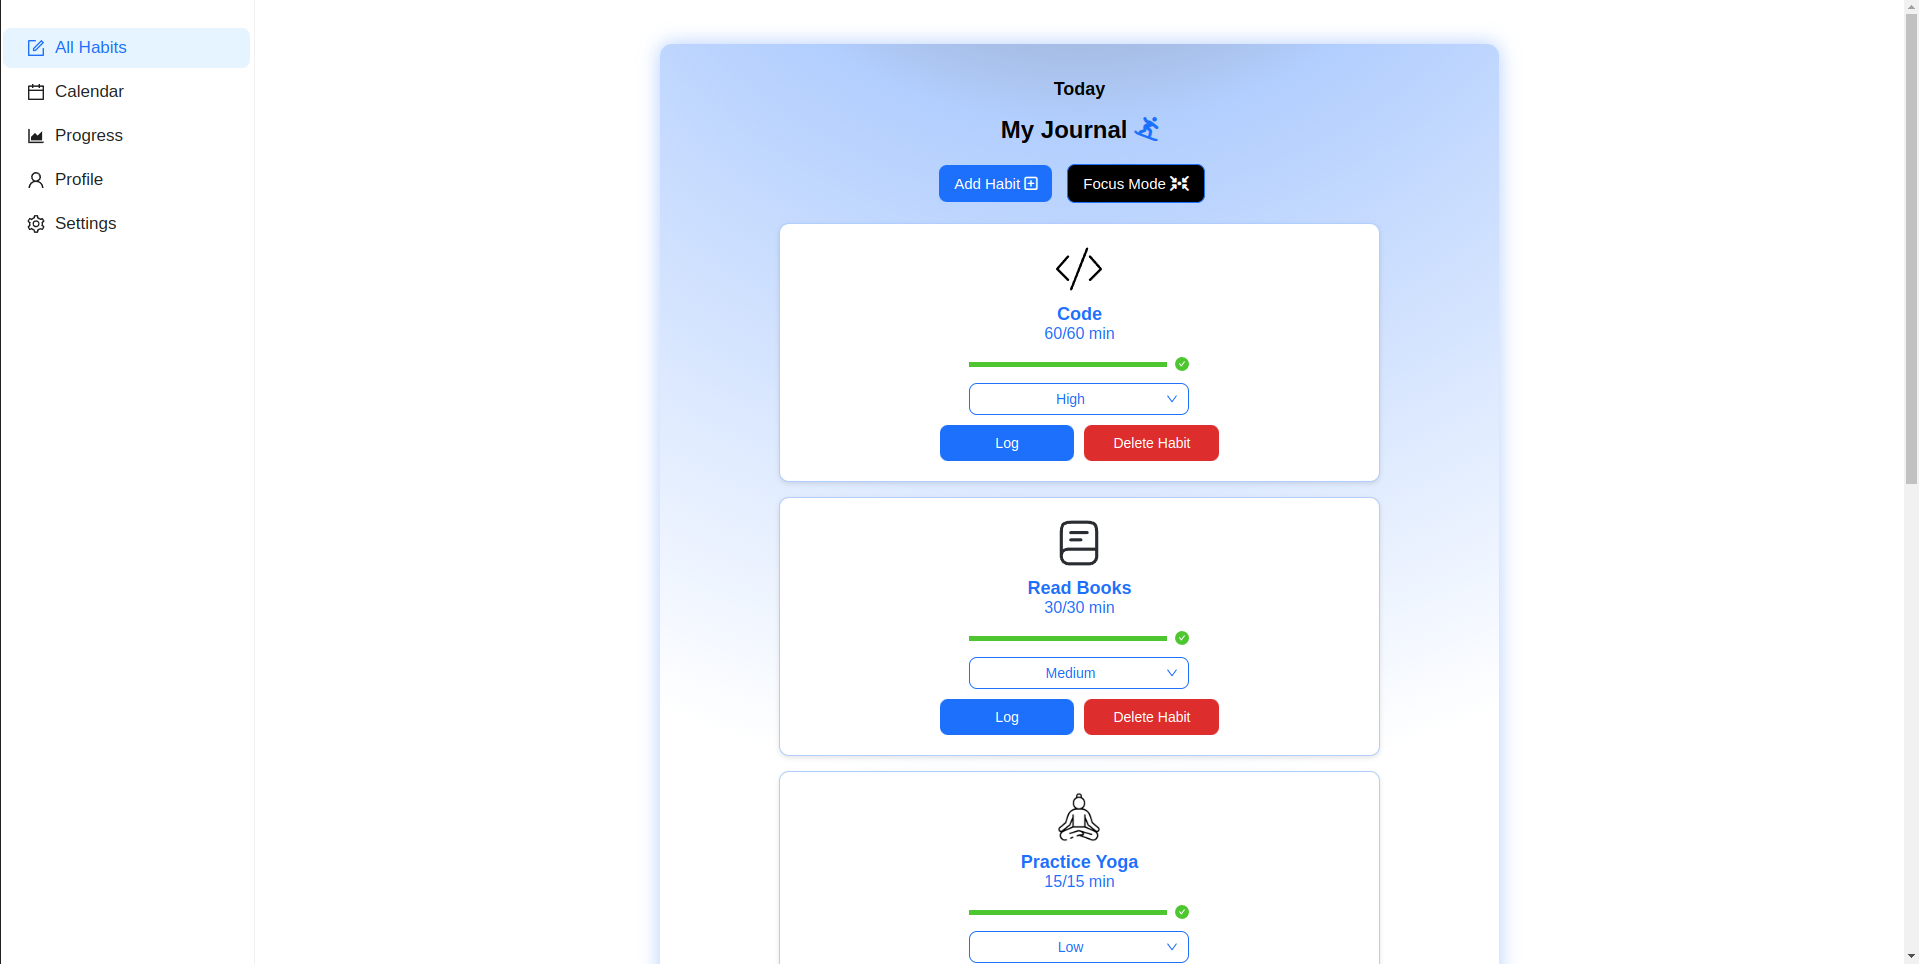 All Habits
Calendar
Progress
Profile
Settings
Today
My Journal
Add Habit
Focus Mode
Code
60/60 min
High
Log
Delete Habit
Read Books
30/30 min
Medium
Log
Delete Habit
Practice Yoga
15/15 min
Low